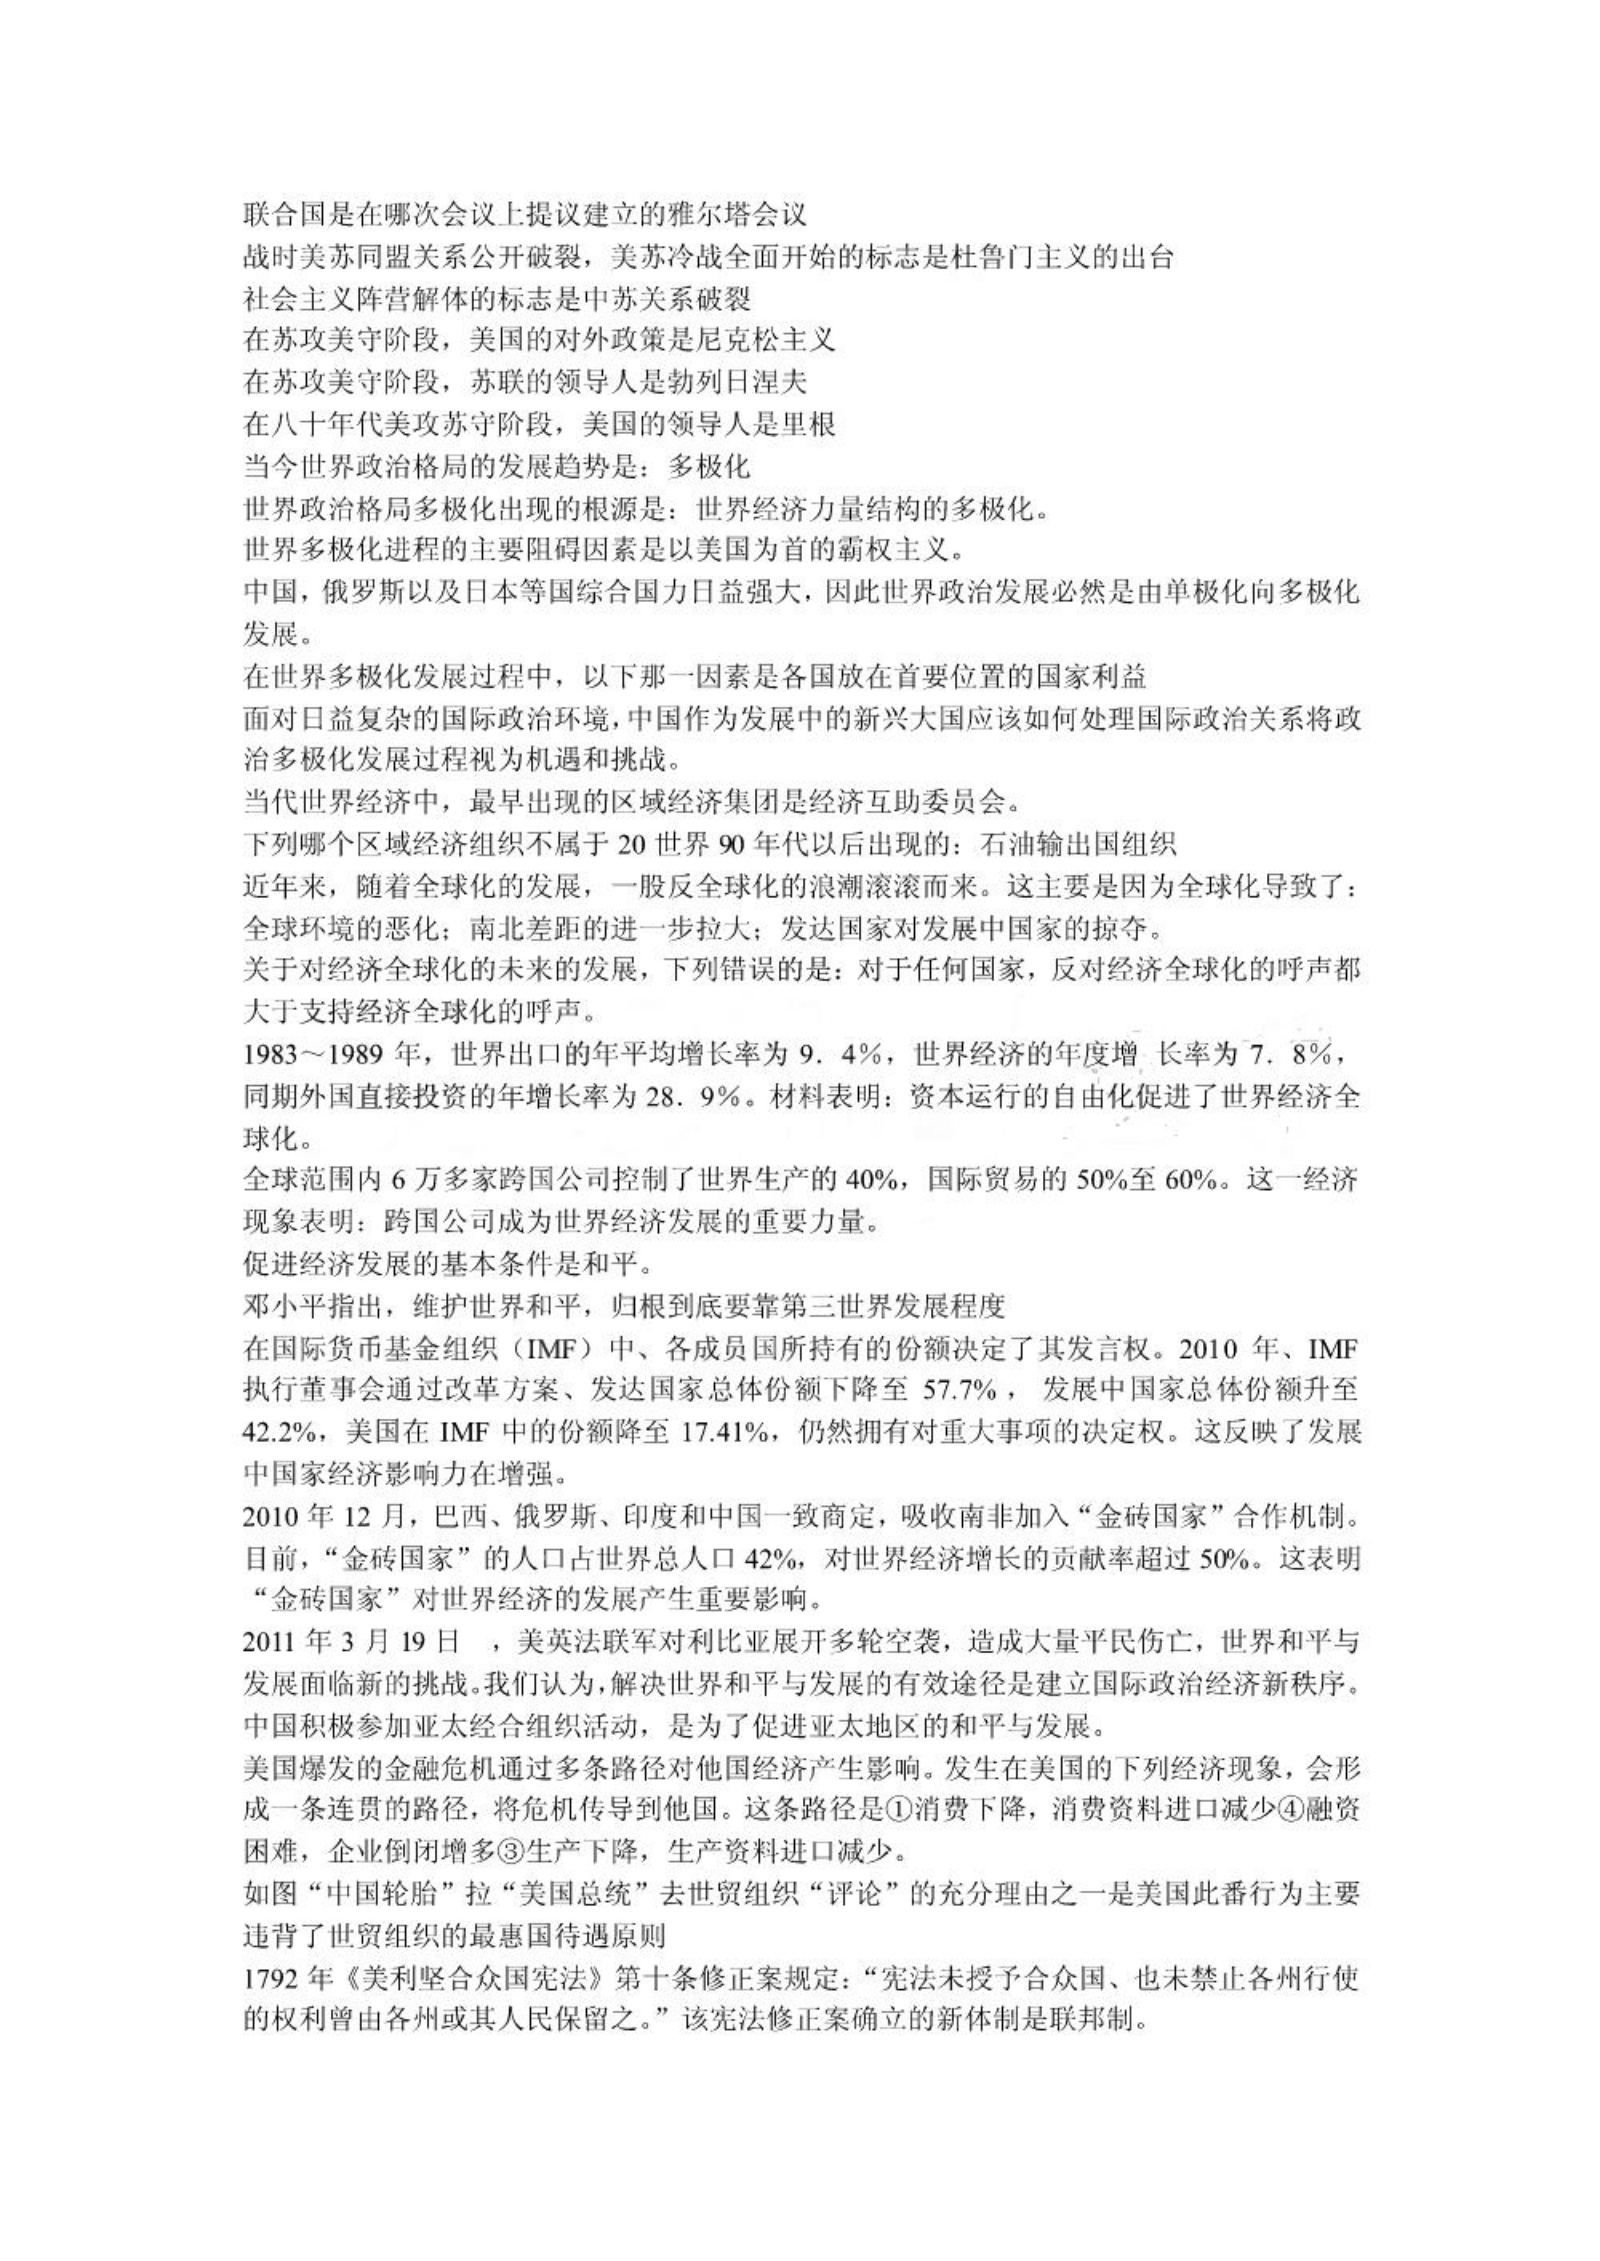 联合国是在哪次会议上提议建立的雅尔塔会议
战时美苏同盟关系公开破裂，美苏冷战全面开始的标志是杜鲁门主义的出台
社会主义阵营解体的标志是中苏关系破裂
在苏攻美守阶段，美国的对外政策是尼克松主义
在苏攻美守阶段，苏联的领导人是勃列日涅夫
在八十年代美攻苏守阶段，美国的领导人是里根
当今世界政治格局的发展趋势是：多极化
世界政治格局多极化出现的根源是：世界经济力量结构的多极化。
世界多极化进程的主要阻碍因素是以美国为首的霸权主义。
中国，俄罗斯以及日本等国综合国力日益强大，因此世界政治发展必然是由单极化向多极化
发展。
在世界多极化发展过程中，以下那一因素是各国放在首要位置的国家利益
面对日益复杂的国际政治环境，中国作为发展中的新兴大国应该如何处理国际政治关系将政
治多极化发展过程视为机遇和挑战。
当代世界经济中，最早出现的区域经济集团是经济互助委员会。
下列哪个区域经济组织不属于 20 世界 90 年代以后出现的：石油输出国组织
近年来，随着全球化的发展，一股反全球化的浪潮滚滚而来。这主要是因为全球化导致了：
全球环境的恶化；南北差距的进一步拉大；发达国家对发展中国家的掠夺。
关于对经济全球化的未来的发展，下列错误的是：对于任何国家，反对经济全球化的呼声都
大于支持经济全球化的呼声。
1983～1989 年，世界出口的年平均增长率为 9．4％，世界经济的年度增 长率为 7．8％，
同期外国直接投资的年增长率为 28．9％。材料表明：资本运行的自由化促进了世界经济全
球化。
全球范围内 6 万多家跨国公司控制了世界生产的 40%，国际贸易的 50%至 60%。这一经济
现象表明：跨国公司成为世界经济发展的重要力量。
促进经济发展的基本条件是和平。
邓小平指出，维护世界和平，归根到底要靠第三世界发展程度
在国际货币基金组织（IMF）中、各成员国所持有的份额决定了其发言权。2010 年、IMF
执行董事会通过改革方案、发达国家总体份额下降至 57.7% ， 发展中国家总体份额升至
42.2%，美国在 IMF 中的份额降至 17.41%，仍然拥有对重大事项的决定权。这反映了发展
中国家经济影响力在增强。
2010 年 12 月，巴西、俄罗斯、印度和中国一致商定，吸收南非加入“金砖国家”合作机制。
目前，“金砖国家”的人口占世界总人口 42%，对世界经济增长的贡献率超过 50%。这表明
“金砖国家”对世界经济的发展产生重要影响。
2011 年 3 月 19 日 ，美英法联军对利比亚展开多轮空袭，造成大量平民伤亡，世界和平与
发展面临新的挑战。我们认为，解决世界和平与发展的有效途径是建立国际政治经济新秩序。
中国积极参加亚太经合组织活动，是为了促进亚太地区的和平与发展。
美国爆发的金融危机通过多条路径对他国经济产生影响。发生在美国的下列经济现象，会形
成一条连贯的路径，将危机传导到他国。这条路径是①消费下降，消费资料进口减少④融资
困难，企业倒闭增多③生产下降，生产资料进口减少。
如图“中国轮胎”拉“美国总统”去世贸组织“评论”的充分理由之一是美国此番行为主要
违背了世贸组织的最惠国待遇原则
1792 年《美利坚合众国宪法》第十条修正案规定：“宪法未授予合众国、也未禁止各州行使
的权利曾由各州或其人民保留之。”该宪法修正案确立的新体制是联邦制。